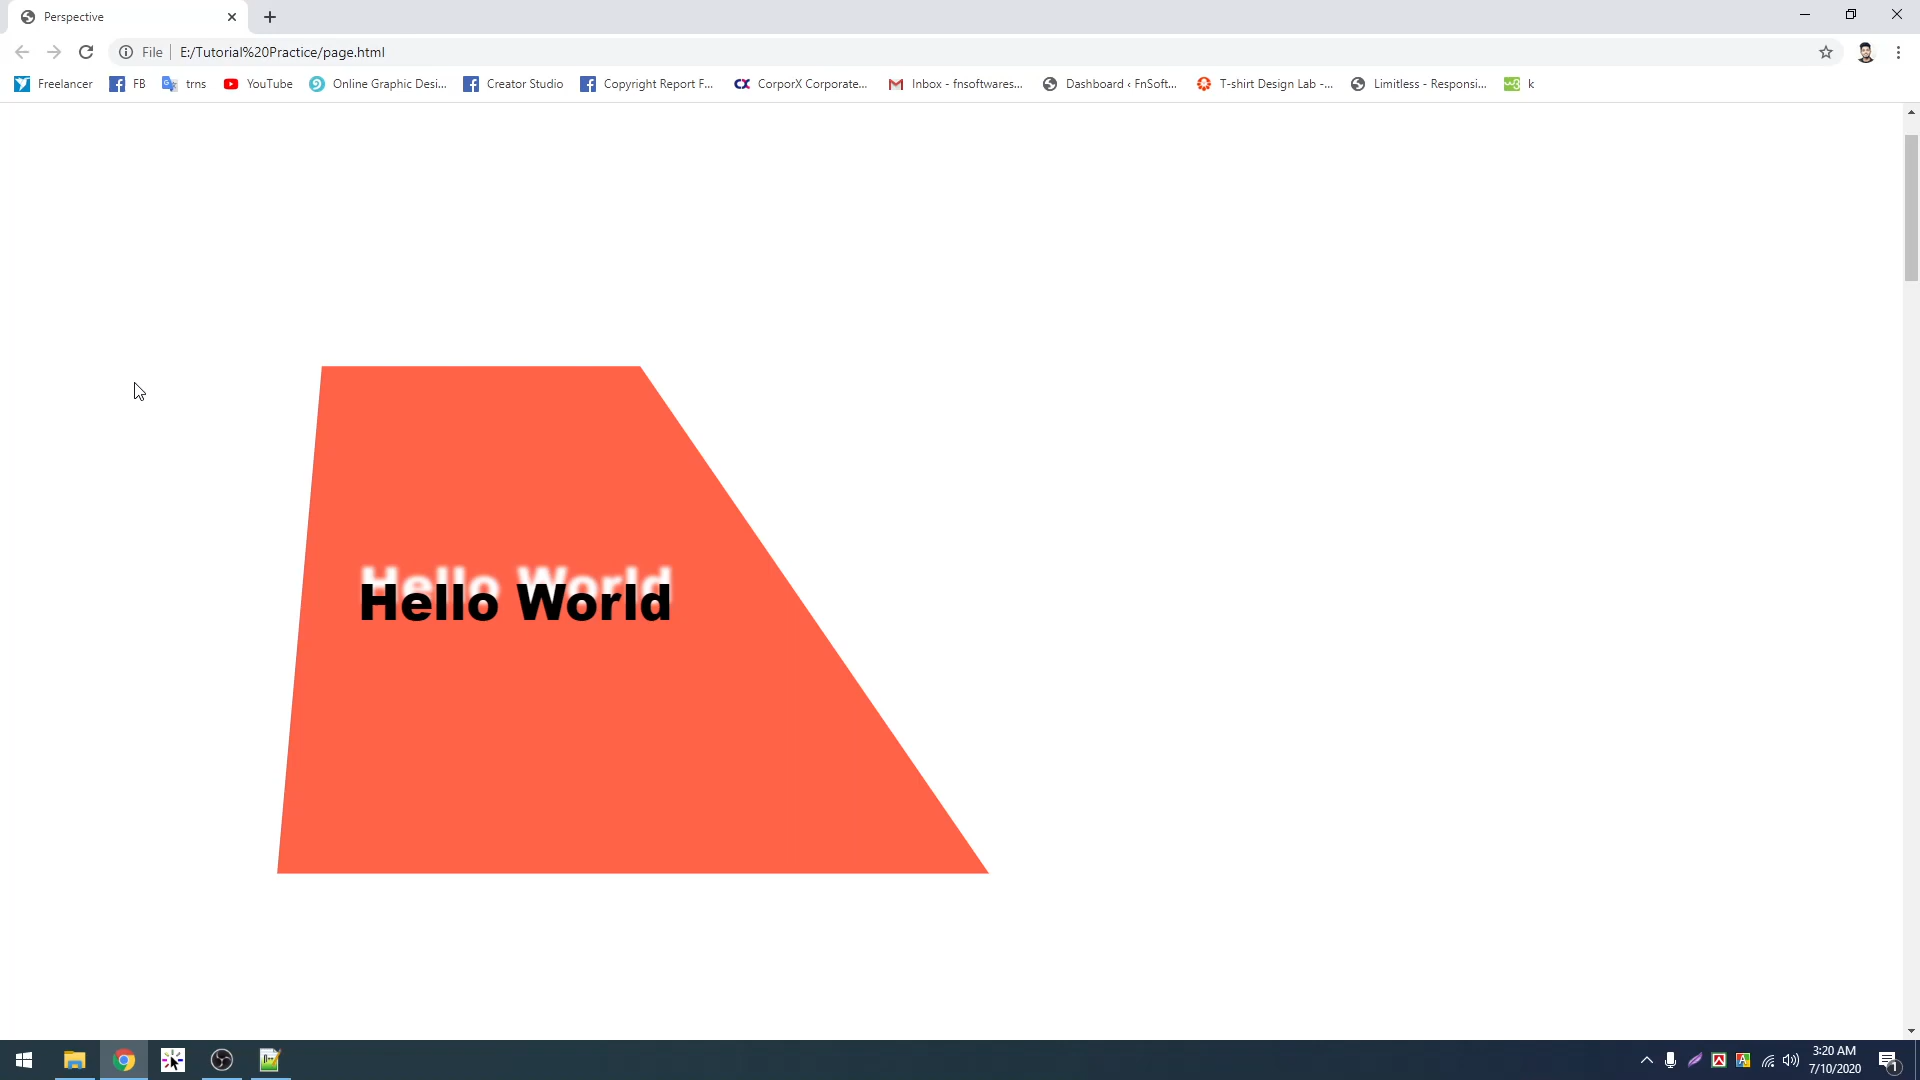 Perspective
File
E:/Tutorial%20Practice/page.html
Freelancer
FB
trns
YouTube
Online Graphic Desi...
Creator Studio
Copyright Report F...
CX
CorporX Corporate...
Inbox - fnsoftwares...
Dashboard ‹ FnSoft...
T-shirt Design Lab -...
Limitless - Responsi...
k
Hello World
Hello World
3:20 AM
7/10/2020
1